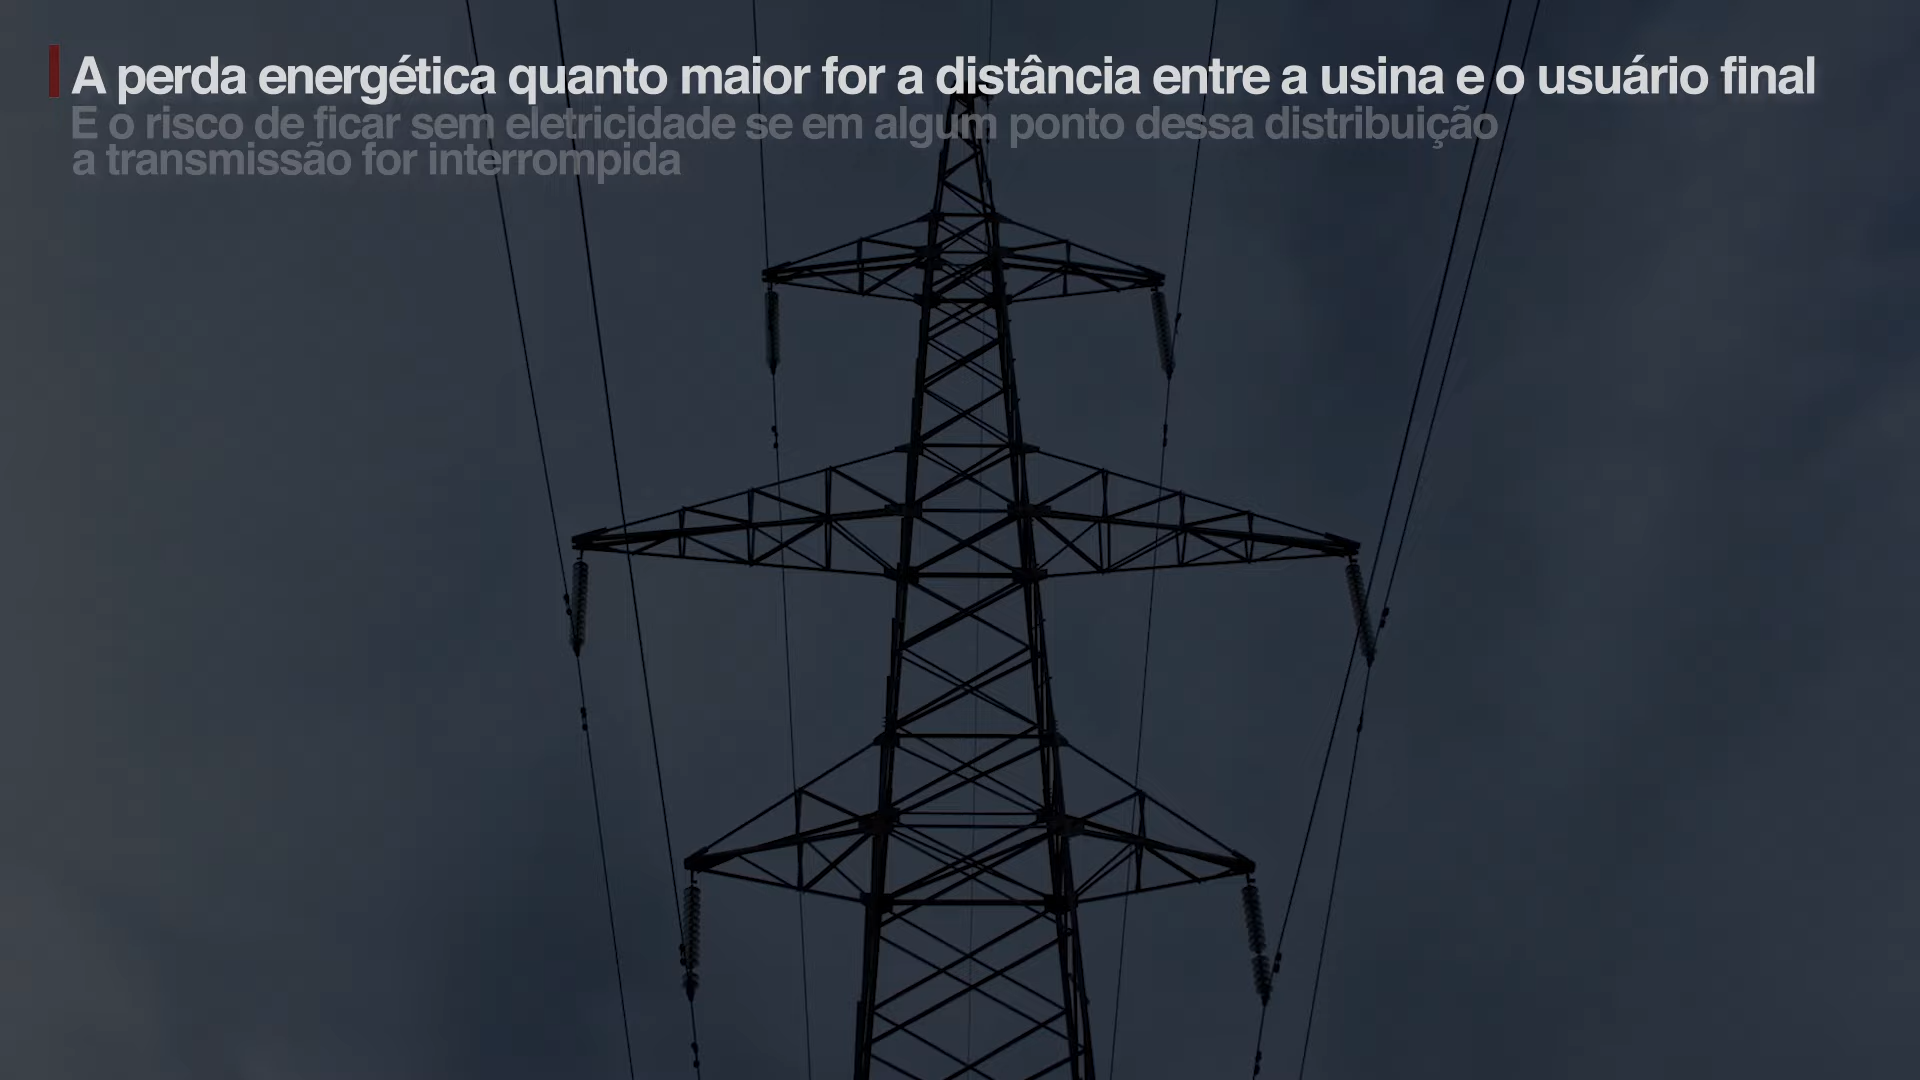 A perda energética quanto maior for a distância entre a usina e o usuário final
E o risco de ficar sem eletricidade se em algum ponto dessa distribuição
a transmissão for interrompida